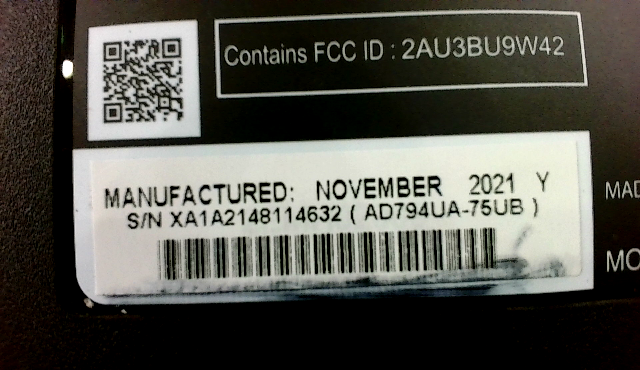 Contains FCC ID : 2AU3BU9W42
MANUFACTURED: NOVEMBER 2021 Y
S/N XA1A2148114632 ( AD794UA-75UB )